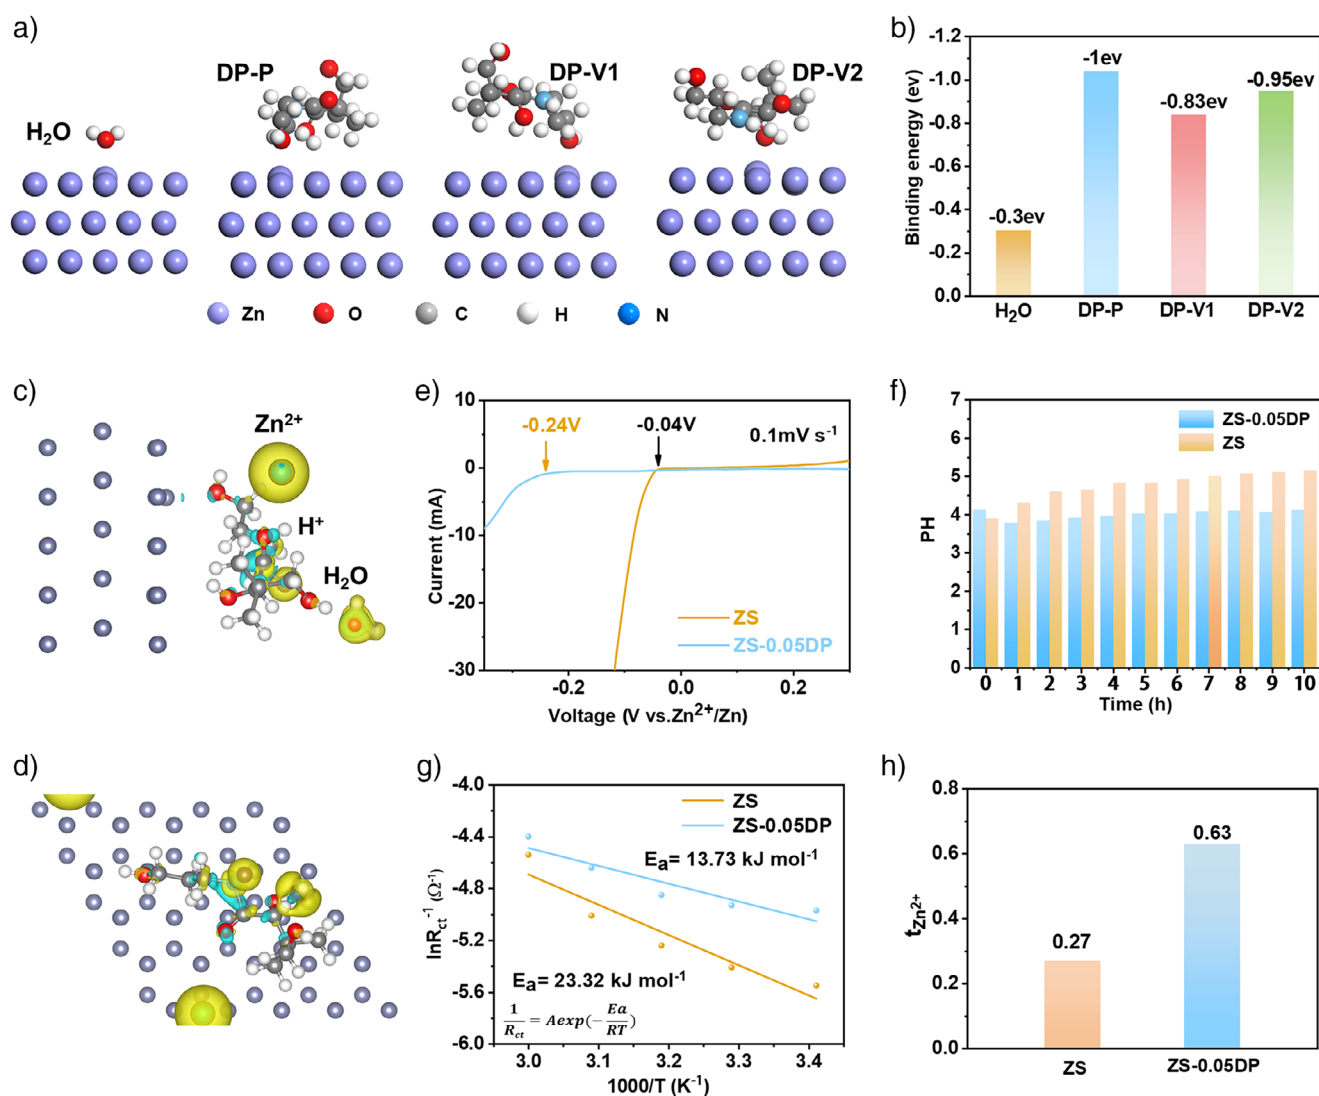 a)
H₂O
DP-P
DP-V1
DP-V2
Zn
O
C
H
N
b)
Binding energy (ev)
-1.2
-1.0
-0.8
-0.6
-0.4
-0.2
0.0
-0.3ev
-1ev
-0.83ev
-0.95ev
H₂O
DP-P
DP-V1
DP-V2
c)
Zn²⁺
H⁺
H₂O
e)
Current (mA)
10
0
-10
-20
-30
-0.24V
-0.04V
0.1mV s⁻¹
ZS
ZS-0.05DP
-0.2
0.0
0.2
Voltage (V vs.Zn²⁺/Zn)
f)
PH
7
6
5
4
3
2
1
0
ZS-0.05DP
ZS
0 1 2 3 4 5 6 7 8 9 10
Time (h)
d)
g)
lnR_ct⁻¹ (Ω⁻¹)
-4.0
-4.4
-4.8
-5.2
-5.6
-6.0
ZS
ZS-0.05DP
Eₐ= 13.73 kJ mol⁻¹
Eₐ= 23.32 kJ mol⁻¹
1/R_ct = Aexp(-Ea/RT)
3.0
3.1
3.2
3.3
3.4
1000/T (K⁻¹)
h)
t_Zn²⁺
0.8
0.6
0.4
0.2
0.0
0.27
0.63
ZS
ZS-0.05DP